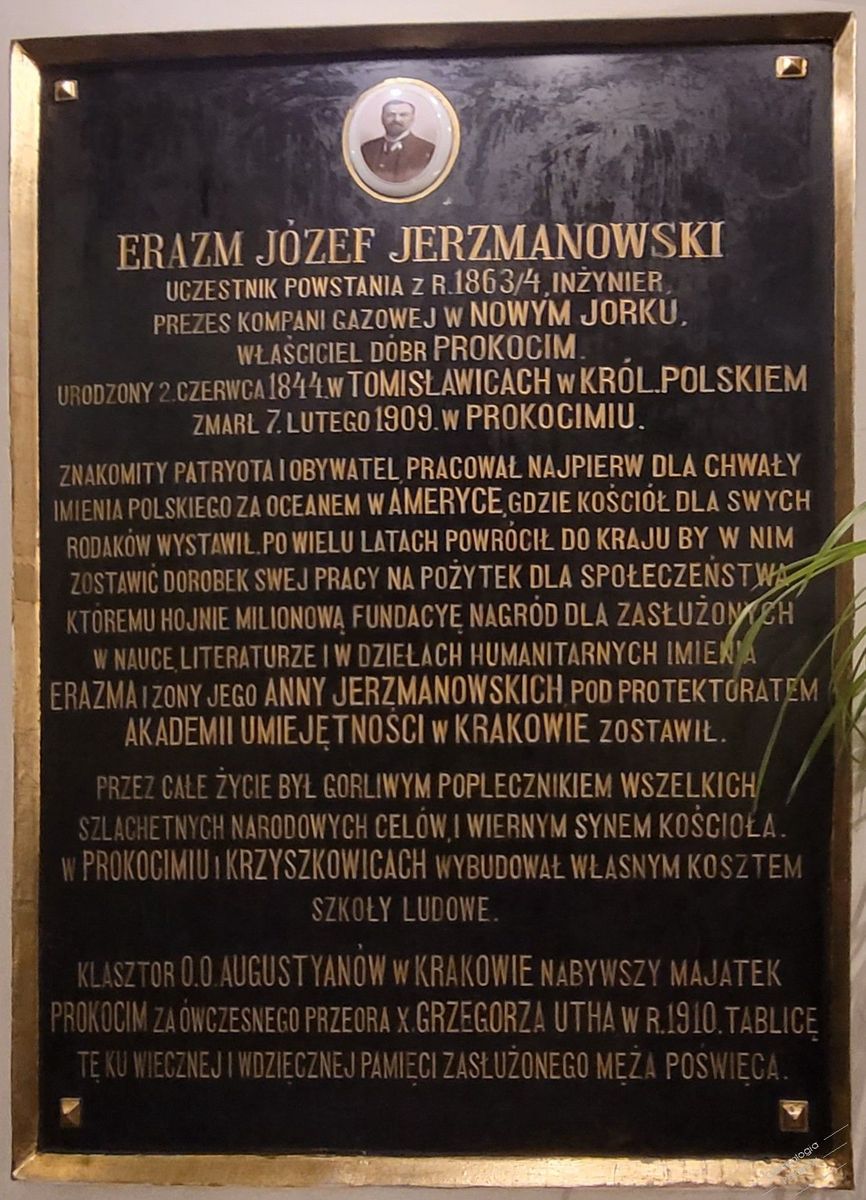 ERAZM JÓZEF JERZMANOWSKI
UCZESTNIK POWSTANIA Z R.1863/4, INŻYNIER,
PREZES KOMPANI GAZOWEJ W NOWYM JORKU,
WŁAŚCICIEL DÓBR PROKOCIM.
URODZONY 2. CZERWCA 1844. W TOMISŁAWICACH W KRÓL. POLSKIEM
ZMARŁ 7. LUTEGO 1909. W PROKOCIMIU.
ZNAKOMITY PATRYOTA I OBYWATEL, PRACOWAŁ NAJPIERW DLA CHWAŁY
IMIENIA POLSKIEGO ZA OCEANEM W AMERYCE, GDZIE KOŚCIÓŁ DLA SWYCH
RODAKÓW WYSTAWIŁ. PO WIELU LATACH POWRÓCIŁ DO KRAJU BY W NIM
ZOSTAWIĆ DOROBEK SWEJ PRACY NA POŻYTEK DLA SPOŁECZEŃSTWA
KTÓREMU HOJNIE MILIONOWĄ FUNDACYĘ NAGRÓD DLA ZASŁUŻONYCH
W NAUCE, LITERATURZE I W DZIEŁACH HUMANITARNYCH IMIENIA
ERAZMA I ZONY JEGO ANNY JERZMANOWSKICH, POD PROTEKTORATEM
AKADEMII UMIEJĘTNOŚCI W KRAKOWIE ZOSTAWIŁ.
PRZEZ CAŁE ŻYCIE BYŁ GORLIWYM POPLECZNIKIEM WSZELKICH
SZLACHETNYCH NARODOWYCH CELÓW, I WIERNYM SYNEM KOŚCIOŁA.
W PROKOCIMIU I KRZYSZKOWICACH WYBUDOWAŁ WŁASNYM KOSZTEM
SZKOŁY LUDOWE.
KLASZTOR O.O. AUGUSTYANÓW W KRAKOWIE NABYWSZY MAJATEK
PROKOCIM ZA ÓWCZESNEGO PRZEORA X. GRZEGORZA UTHA W R.1910. TABLICĘ
TĘ KU WIECZNEJ I WDZIĘCZNEJ PAMIĘCI ZASŁUŻONEGO MĘŻA POŚWIĘCA.